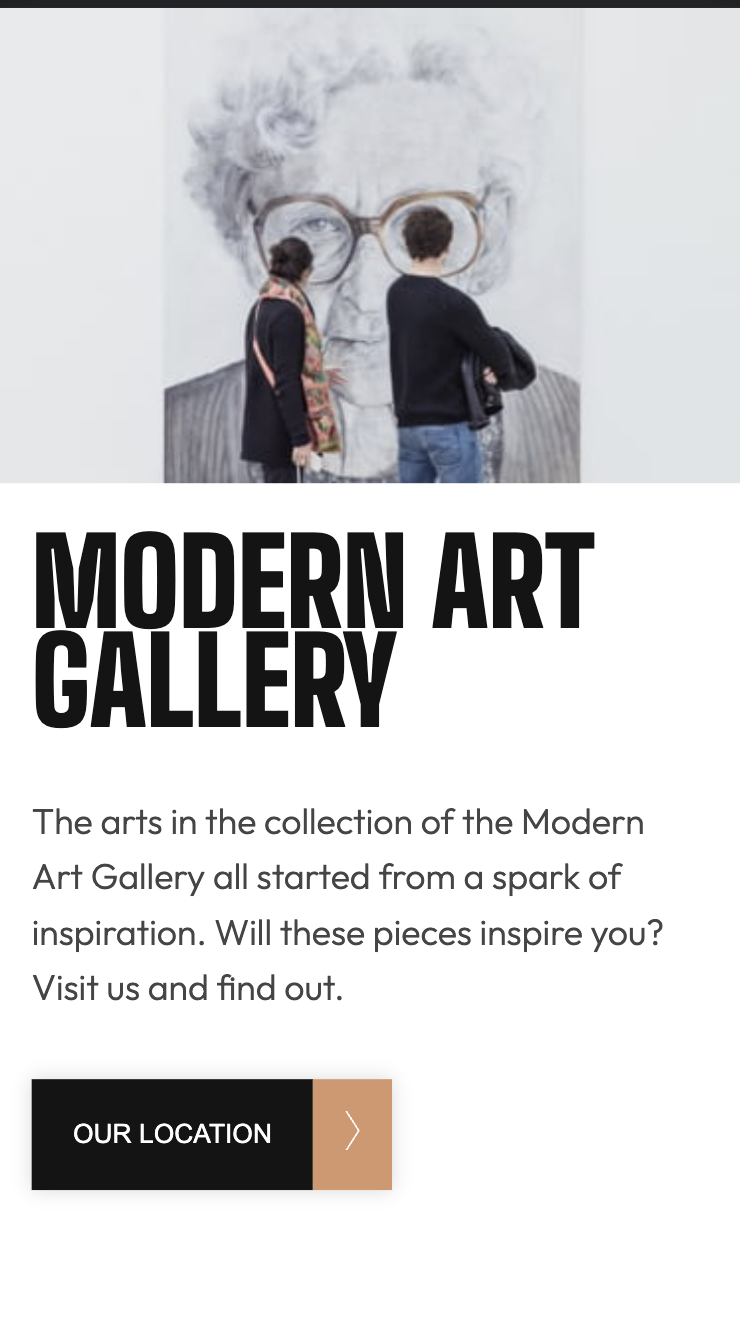 MODERN ART
GALLERY
The arts in the collection of the Modern
Art Gallery all started from a spark of
inspiration. Will these pieces inspire you?
Visit us and find out.
OUR LOCATION